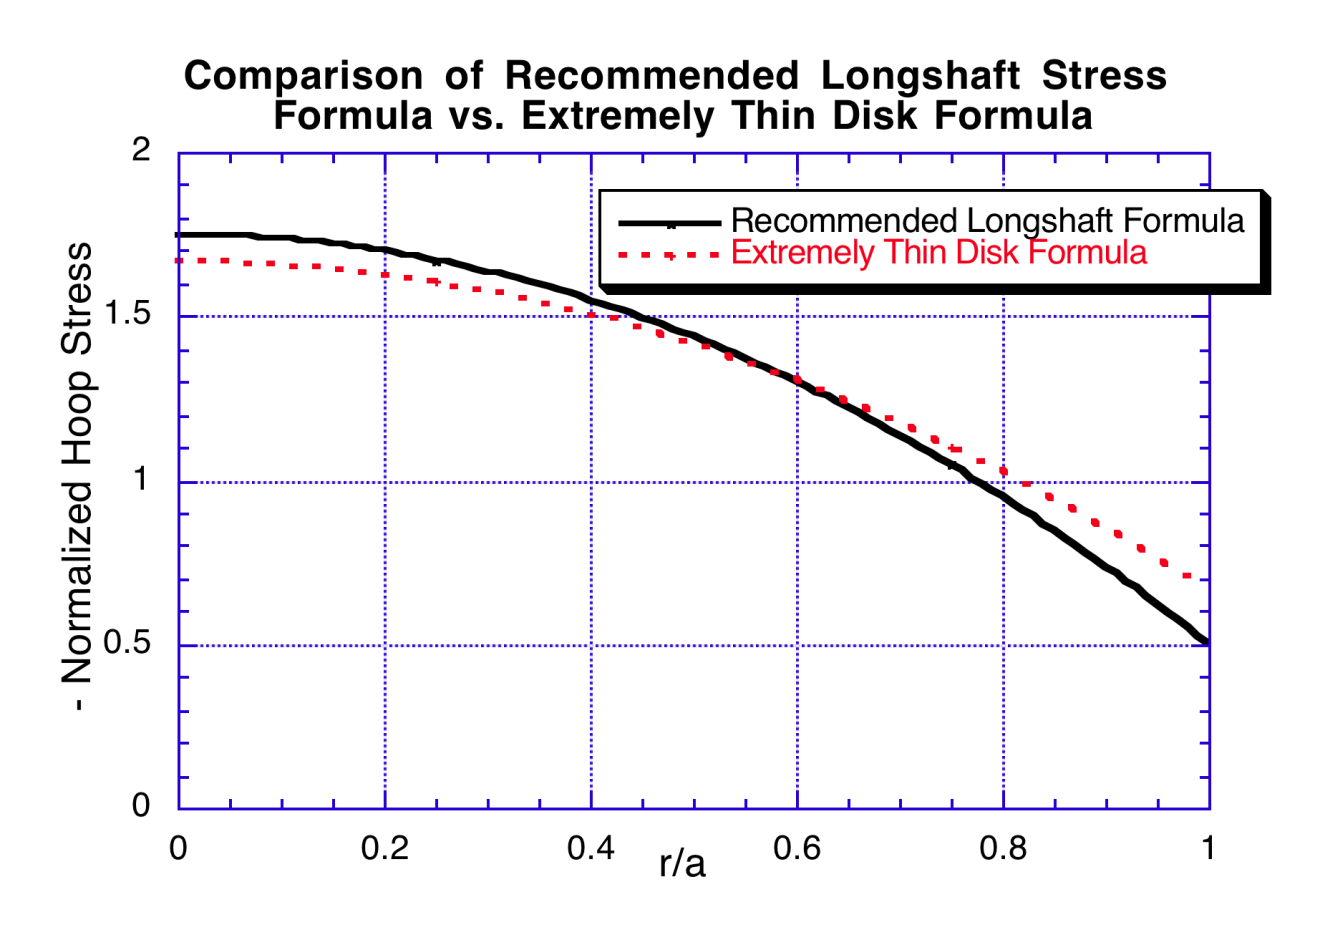 Comparison of Recommended Longshaft Stress
Formula vs. Extremely Thin Disk Formula
2
1.5
1
0.5
0
- Normalized Hoop Stress
Recommended Longshaft Formula
Extremely Thin Disk Formula
0 0.2 0.4 0.6 0.8 1
r/a